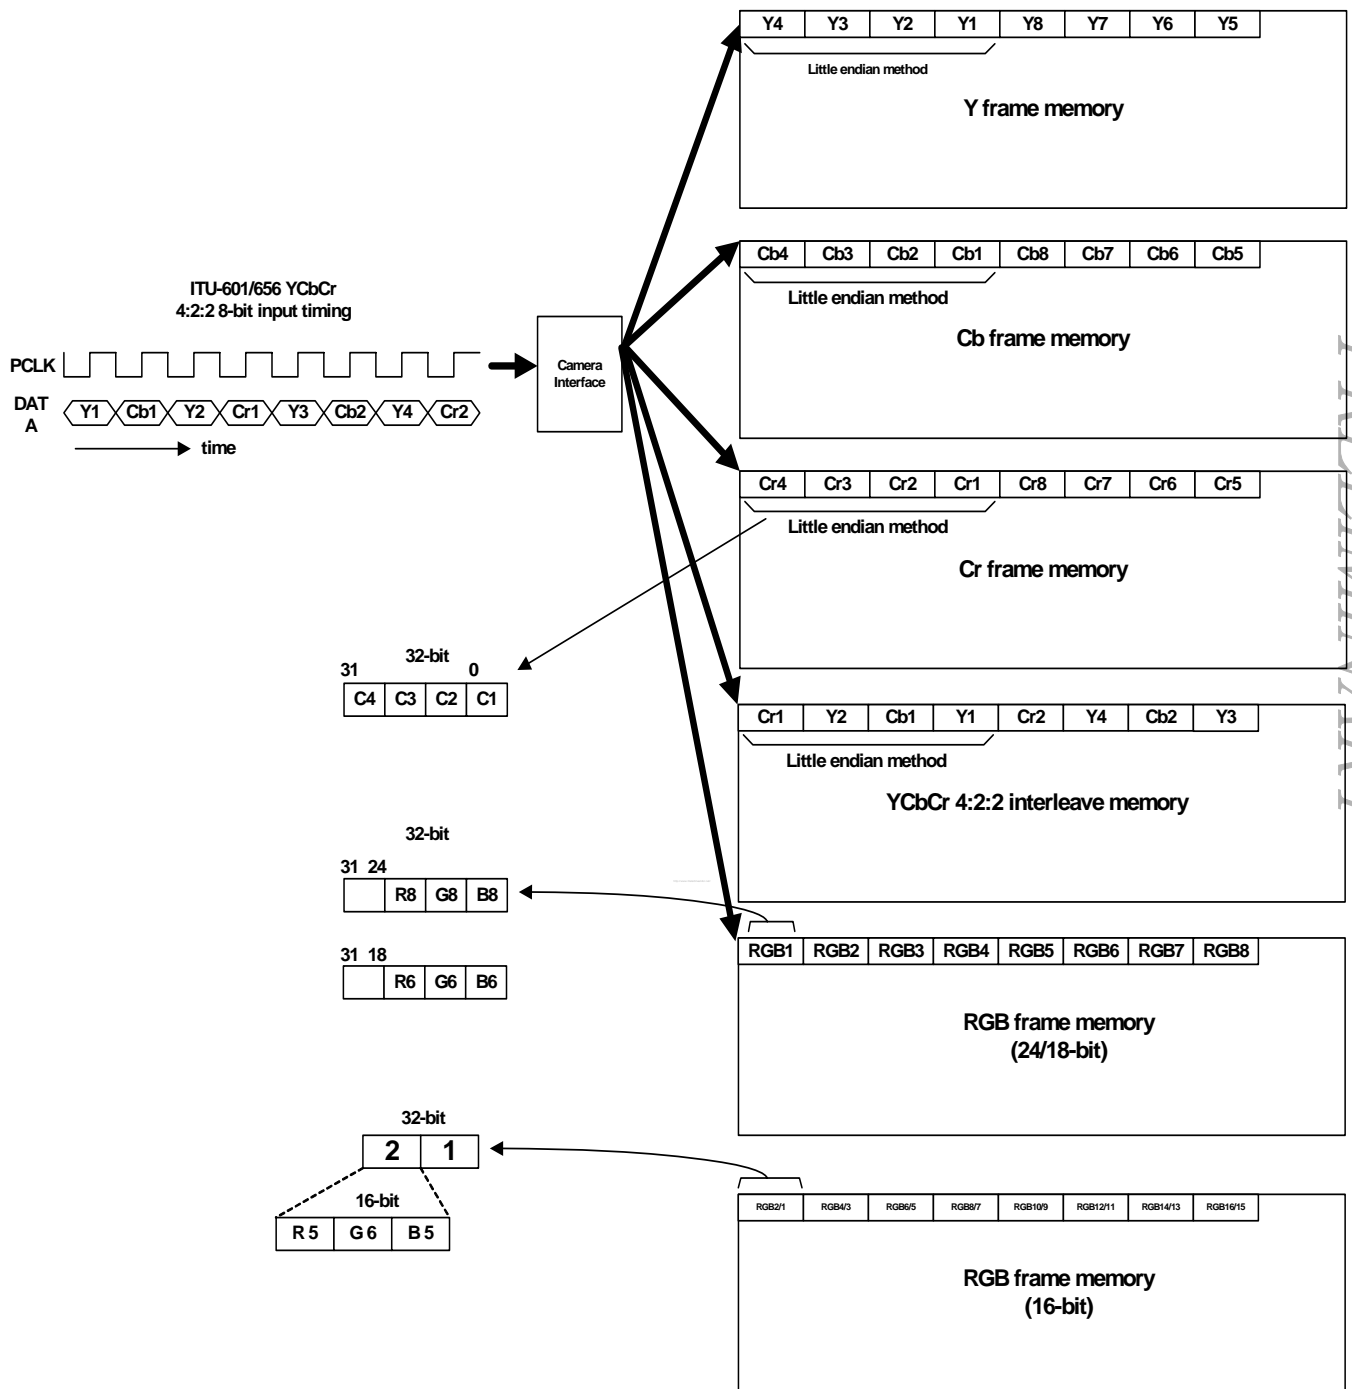 Y4 Y3 Y2 Y1 Y8 Y7 Y6 Y5
Little endian method
Y frame memory
Cb4 Cb3 Cb2 Cb1 Cb8 Cb7 Cb6 Cb5
Little endian method
Cb frame memory
ITU-601/656 YCbCr
4:2:2 8-bit input timing
PCLK
DAT
A
Y1 Cb1 Y2 Cr1 Y3 Cb2 Y4 Cr2
time
Camera
Interface
Cr4 Cr3 Cr2 Cr1 Cr8 Cr7 Cr6 Cr5
Little endian method
Cr frame memory
32-bit
31 0
C4 C3 C2 C1
Cr1 Y2 Cb1 Y1 Cr2 Y4 Cb2 Y3
Little endian method
YCbCr 4:2:2 interleave memory
32-bit
31 24
R8 G8 B8
31 18
R6 G6 B6
RGB1 RGB2 RGB3 RGB4 RGB5 RGB6 RGB7 RGB8
RGB frame memory
(24/18-bit)
32-bit
2 1
16-bit
R 5 G 6 B 5
RGB2/1 RGB4/3 RGB6/5 RGB8/7 RGB10/9 RGB12/11 RGB14/13 RGB16/15
RGB frame memory
(16-bit)